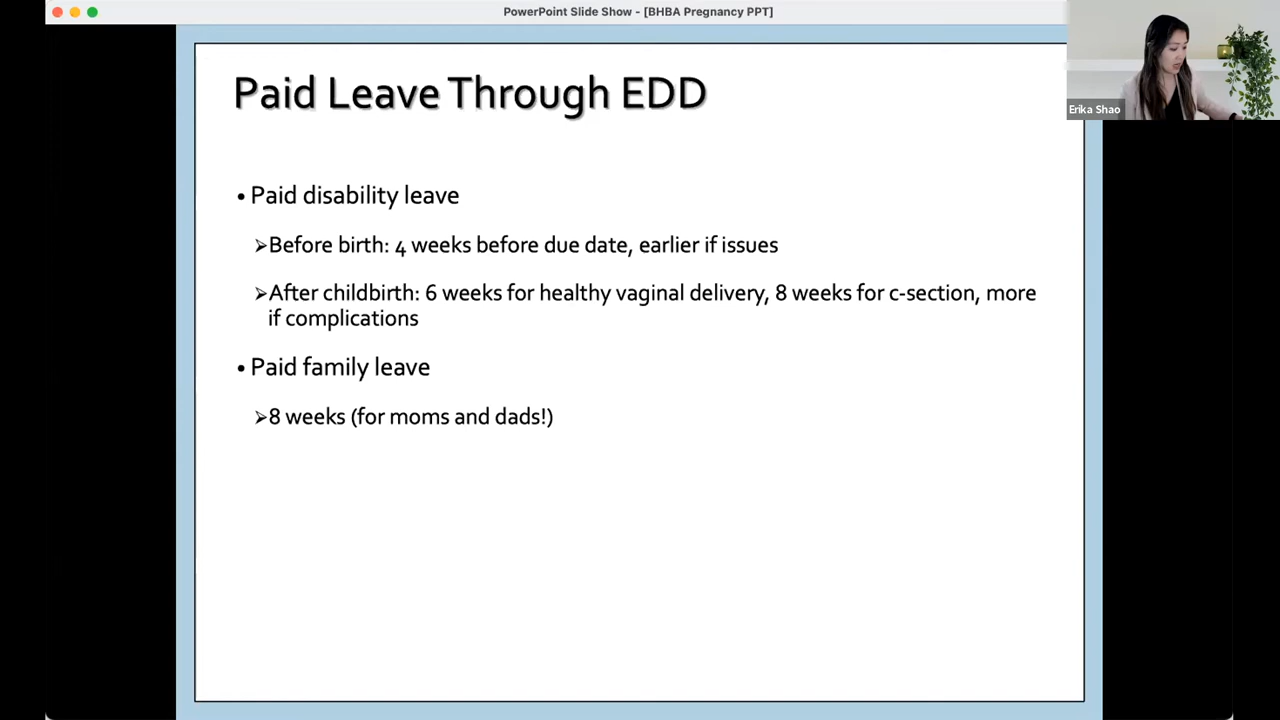 PowerPoint Slide Show - [BHBA Pregnancy PPT]
Erika Shao
Paid Leave Through EDD
• Paid disability leave
➢Before birth: 4 weeks before due date, earlier if issues
➢After childbirth: 6 weeks for healthy vaginal delivery, 8 weeks for c-section, more
if complications
• Paid family leave
➢8 weeks (for moms and dads!)